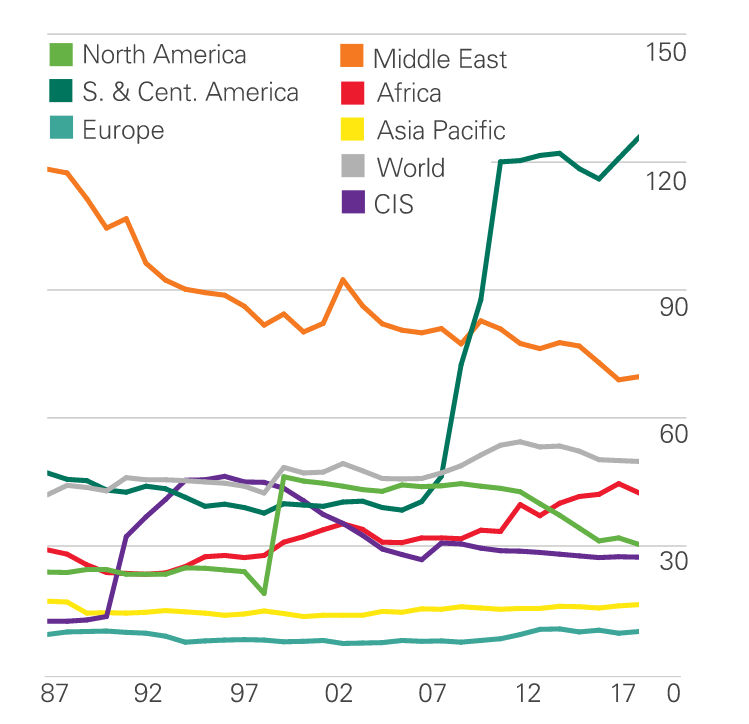 150
North America
Middle East
S. & Cent. America
Africa
Europe
Asia Pacific
World
120
CIS
90
60
30
87 92 97 02 07 12 17 0